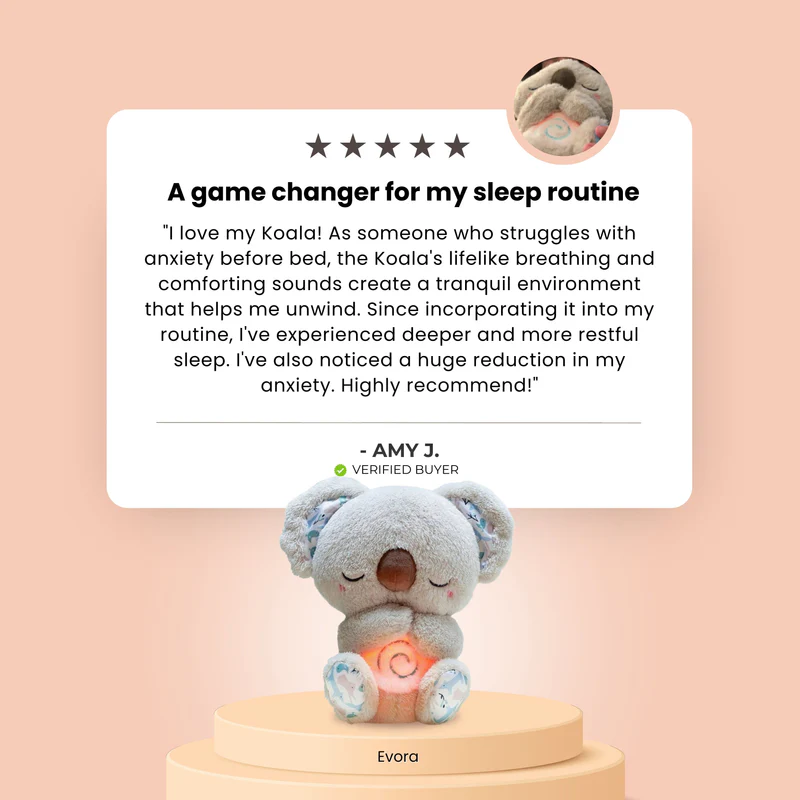 A game changer for my sleep routine
"I love my Koala! As someone who struggles with
anxiety before bed, the Koala's lifelike breathing and
comforting sounds create a tranquil environment
that helps me unwind. Since incorporating it into my
routine, I've experienced deeper and more restful
sleep. I've also noticed a huge reduction in my
anxiety. Highly recommend!"
- AMY J.
VERIFIED BUYER
Evora